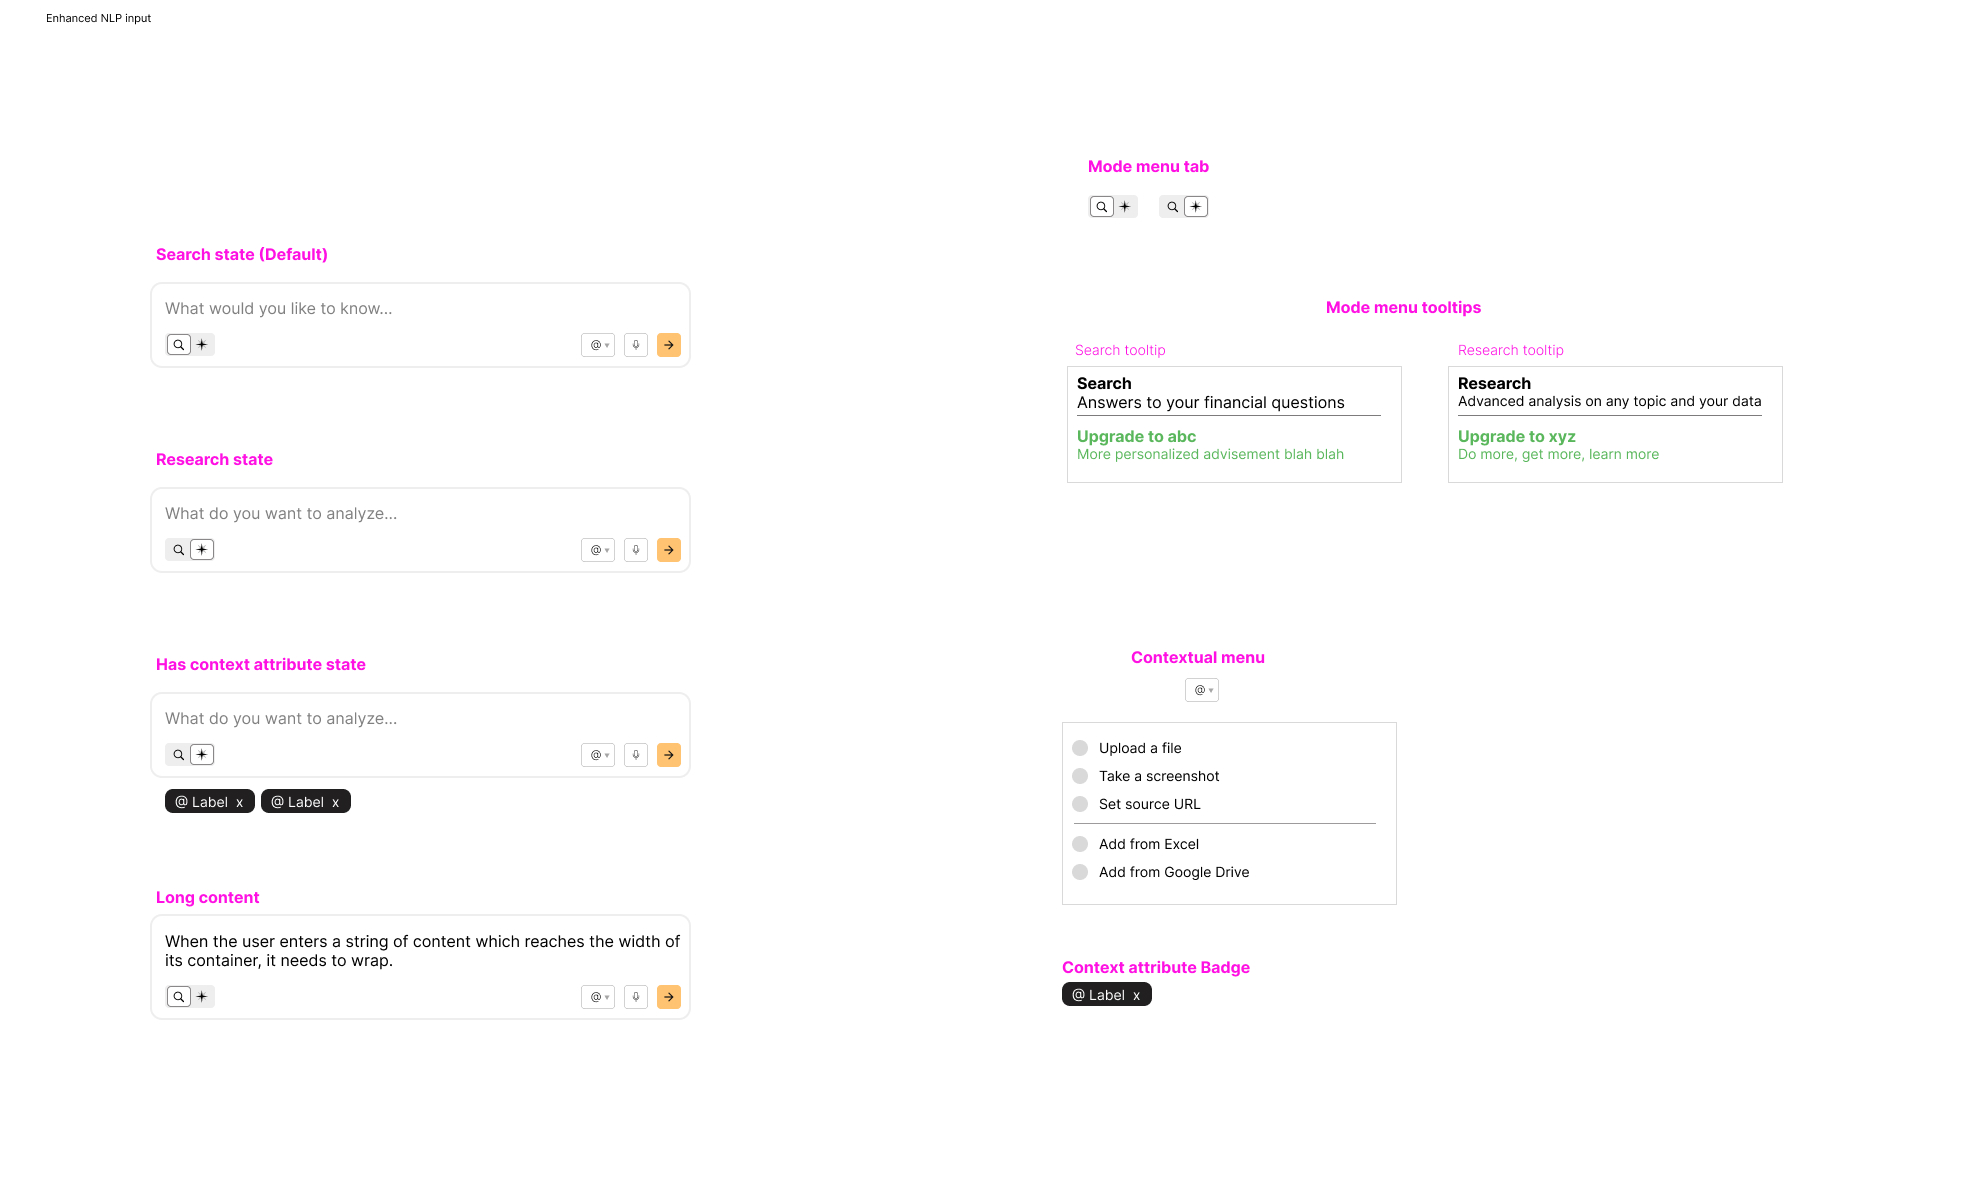 Enhanced NLP input
Search state (Default)
What would you like to know...
@
Research state
What do you want to analyze...
@
Has context attribute state
What do you want to analyze...
@
@ Label x @ Label x
Long content
When the user enters a string of content which reaches the width of
its container, it needs to wrap.
@
Mode menu tab
Mode menu tooltips
Search tooltip
Search
Answers to your financial questions
Upgrade to abc
More personalized advisement blah blah
Research tooltip
Research
Advanced analysis on any topic and your data
Upgrade to xyz
Do more, get more, learn more
Contextual menu
@
Upload a file
Take a screenshot
Set source URL
Add from Excel
Add from Google Drive
Context attribute Badge
@ Label x